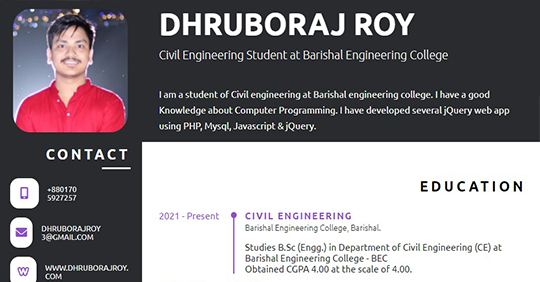 DHRUBORAJ ROY
Civil Engineering Student at Barishal Engineering College
I am a student of Civil engineering at Barishal engineering college. I have a good
Knowledge about Computer Programming. I have developed several jQuery web app
using PHP, Mysql, Javascript & jQuery.
CONTACT
+880170
5927257
DHRUBORAJROY
3@GMAIL.COM
WWW.DHRUBORAJROY.
COM
EDUCATION
2021 - Present
CIVIL ENGINEERING
Barishal Engineering College, Barishal.
Studies B.Sc (Engg.) in Department of Civil Engineering (CE) at
Barishal Engineering College - BEC
Obtained CGPA 4.00 at the scale of 4.00.